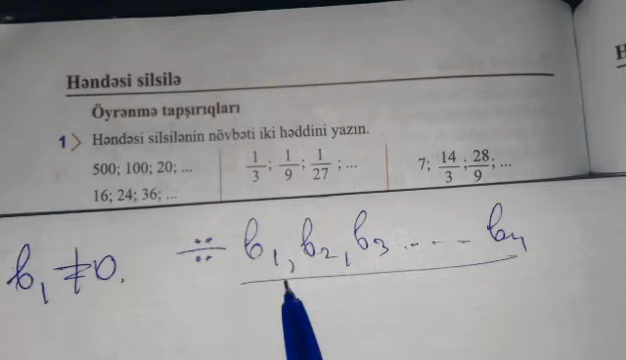 Həndəsi silsilə
H
Öyrənmə tapşırıqları
1 > Həndəsi silsilənin növbəti iki həddini yazın.
500; 100; 20; ... 1/3; 1/9; 1/27; ... 7; 14/3; 28/9; ...
16; 24; 36; ...
b₁ ≠ 0. ÷ b₁, b₂, b₃ .... bₙ